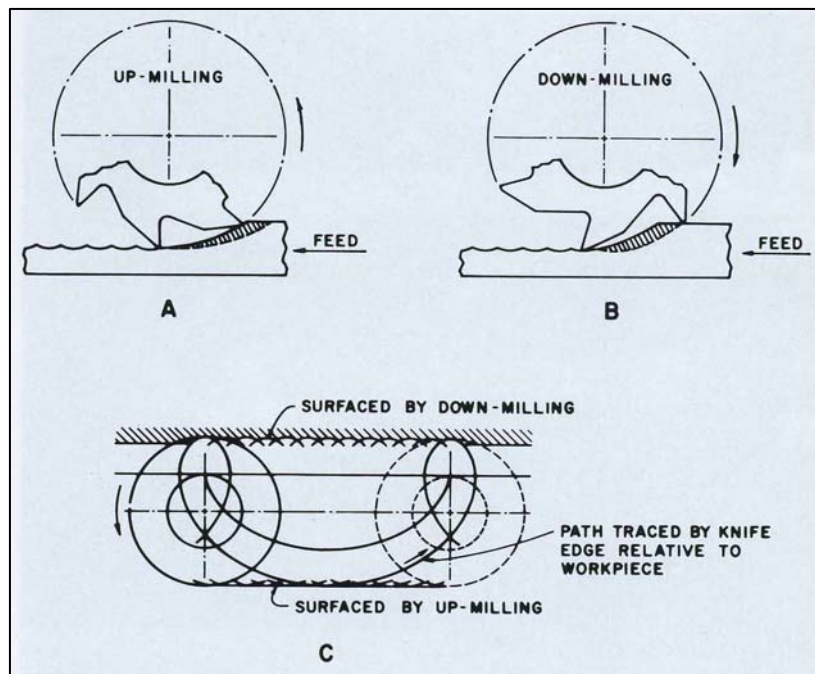 UP-MILLING
FEED
A
DOWN-MILLING
FEED
B
SURFACED BY DOWN-MILLING
PATH TRACED BY KNIFE
EDGE RELATIVE TO
WORKPIECE
SURFACED BY UP-MILLING
C